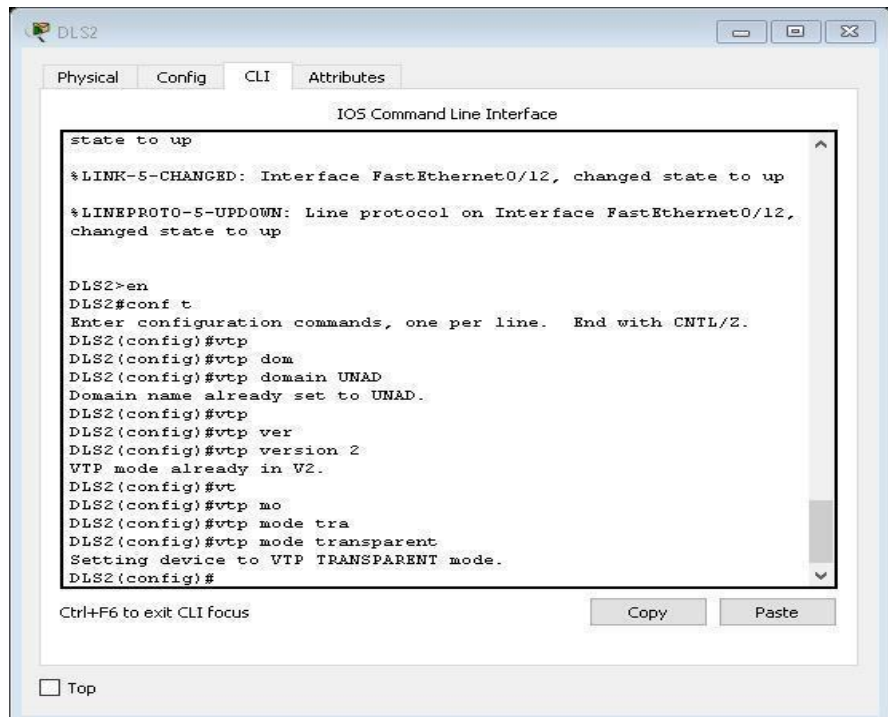 DLS2
Physical Config CLI Attributes
IOS Command Line Interface
state to up
%LINK-5-CHANGED: Interface FastEthernet0/12, changed state to up
%LINEPROTO-5-UPDOWN: Line protocol on Interface FastEthernet0/12,
changed state to up
DLS2>en
DLS2#conf t
Enter configuration commands, one per line. End with CNTL/Z.
DLS2(config)#vtp
DLS2(config)#vtp dom
DLS2(config)#vtp domain UNAD
Domain name already set to UNAD.
DLS2(config)#vtp
DLS2(config)#vtp ver
DLS2(config)#vtp version 2
VTP mode already in V2.
DLS2(config)#vt
DLS2(config)#vtp mo
DLS2(config)#vtp mode tra
DLS2(config)#vtp mode transparent
Setting device to VTP TRANSPARENT mode.
DLS2(config)#
Ctrl+F6 to exit CLI focus
Copy Paste
Top